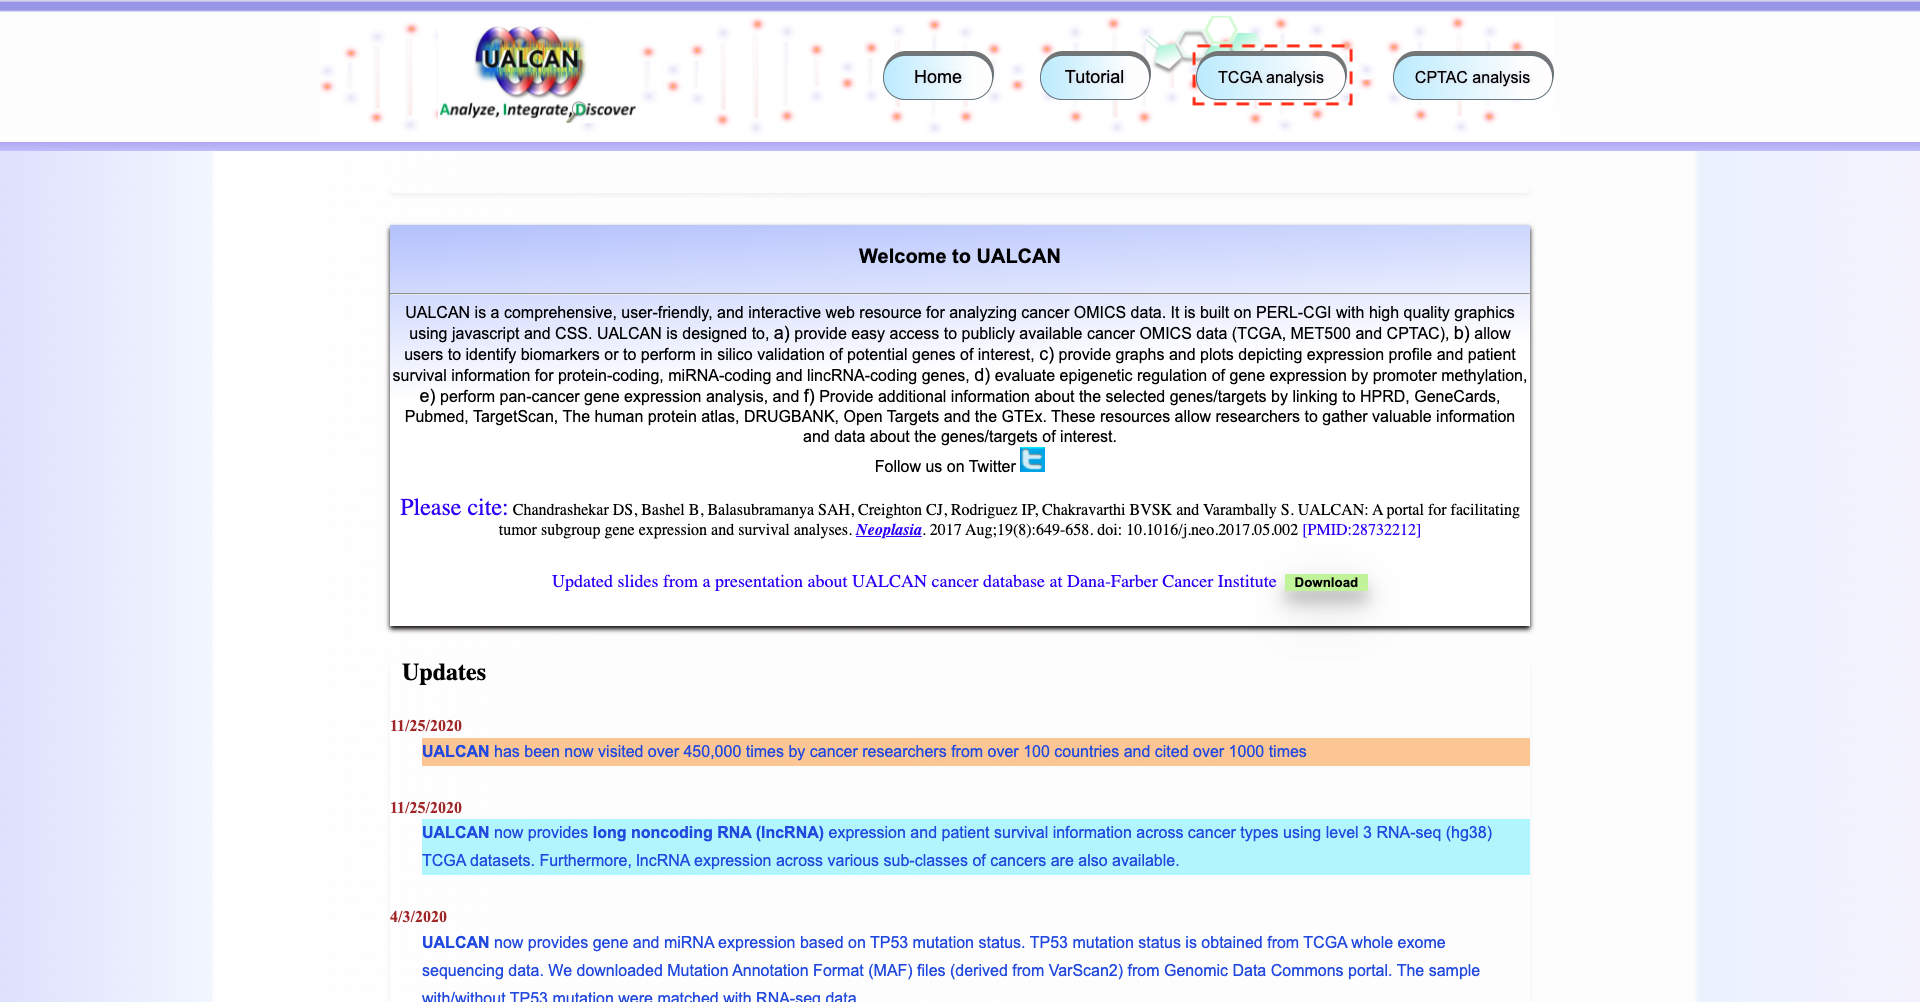 UALCAN
Analyze, Integrate, Discover
Home
Tutorial
TCGA analysis
CPTAC analysis
Welcome to UALCAN
UALCAN is a comprehensive, user-friendly, and interactive web resource for analyzing cancer OMICS data. It is built on PERL-CGI with high quality graphics
using javascript and CSS. UALCAN is designed to, a) provide easy access to publicly available cancer OMICS data (TCGA, MET500 and CPTAC), b) allow
users to identify biomarkers or to perform in silico validation of potential genes of interest, c) provide graphs and plots depicting expression profile and patient
survival information for protein-coding, miRNA-coding and lincRNA-coding genes, d) evaluate epigenetic regulation of gene expression by promoter methylation,
e) perform pan-cancer gene expression analysis, and f) Provide additional information about the selected genes/targets by linking to HPRD, GeneCards,
Pubmed, TargetScan, The human protein atlas, DRUGBANK, Open Targets and the GTEx. These resources allow researchers to gather valuable information
and data about the genes/targets of interest.
Follow us on Twitter
Please cite: Chandrashekar DS, Bashel B, Balasubramanya SAH, Creighton CJ, Rodriguez IP, Chakravarthi BVSK and Varambally S. UALCAN: A portal for facilitating
tumor subgroup gene expression and survival analyses. Neoplasia. 2017 Aug;19(8):649-658. doi: 10.1016/j.neo.2017.05.002 [PMID:28732212]
Updated slides from a presentation about UALCAN cancer database at Dana-Farber Cancer Institute Download
Updates
11/25/2020
UALCAN has been now visited over 450,000 times by cancer researchers from over 100 countries and cited over 1000 times
11/25/2020
UALCAN now provides long noncoding RNA (lncRNA) expression and patient survival information across cancer types using level 3 RNA-seq (hg38)
TCGA datasets. Furthermore, lncRNA expression across various sub-classes of cancers are also available.
4/3/2020
UALCAN now provides gene and miRNA expression based on TP53 mutation status. TP53 mutation status is obtained from TCGA whole exome
sequencing data. We downloaded Mutation Annotation Format (MAF) files (derived from VarScan2) from Genomic Data Commons portal. The sample
with/without TP53 mutation were matched with RNA-seq data